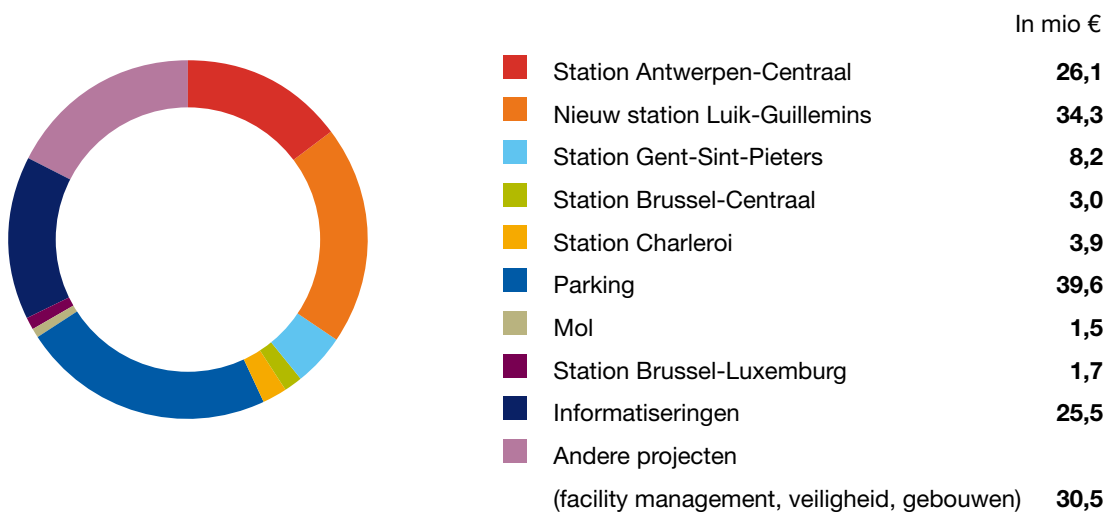 In mio €
Station Antwerpen-Centraal 26,1
Nieuw station Luik-Guillemins 34,3
Station Gent-Sint-Pieters 8,2
Station Brussel-Centraal 3,0
Station Charleroi 3,9
Parking 39,6
Mol 1,5
Station Brussel-Luxemburg 1,7
Informatiseringen 25,5
Andere projecten
(facility management, veiligheid, gebouwen) 30,5